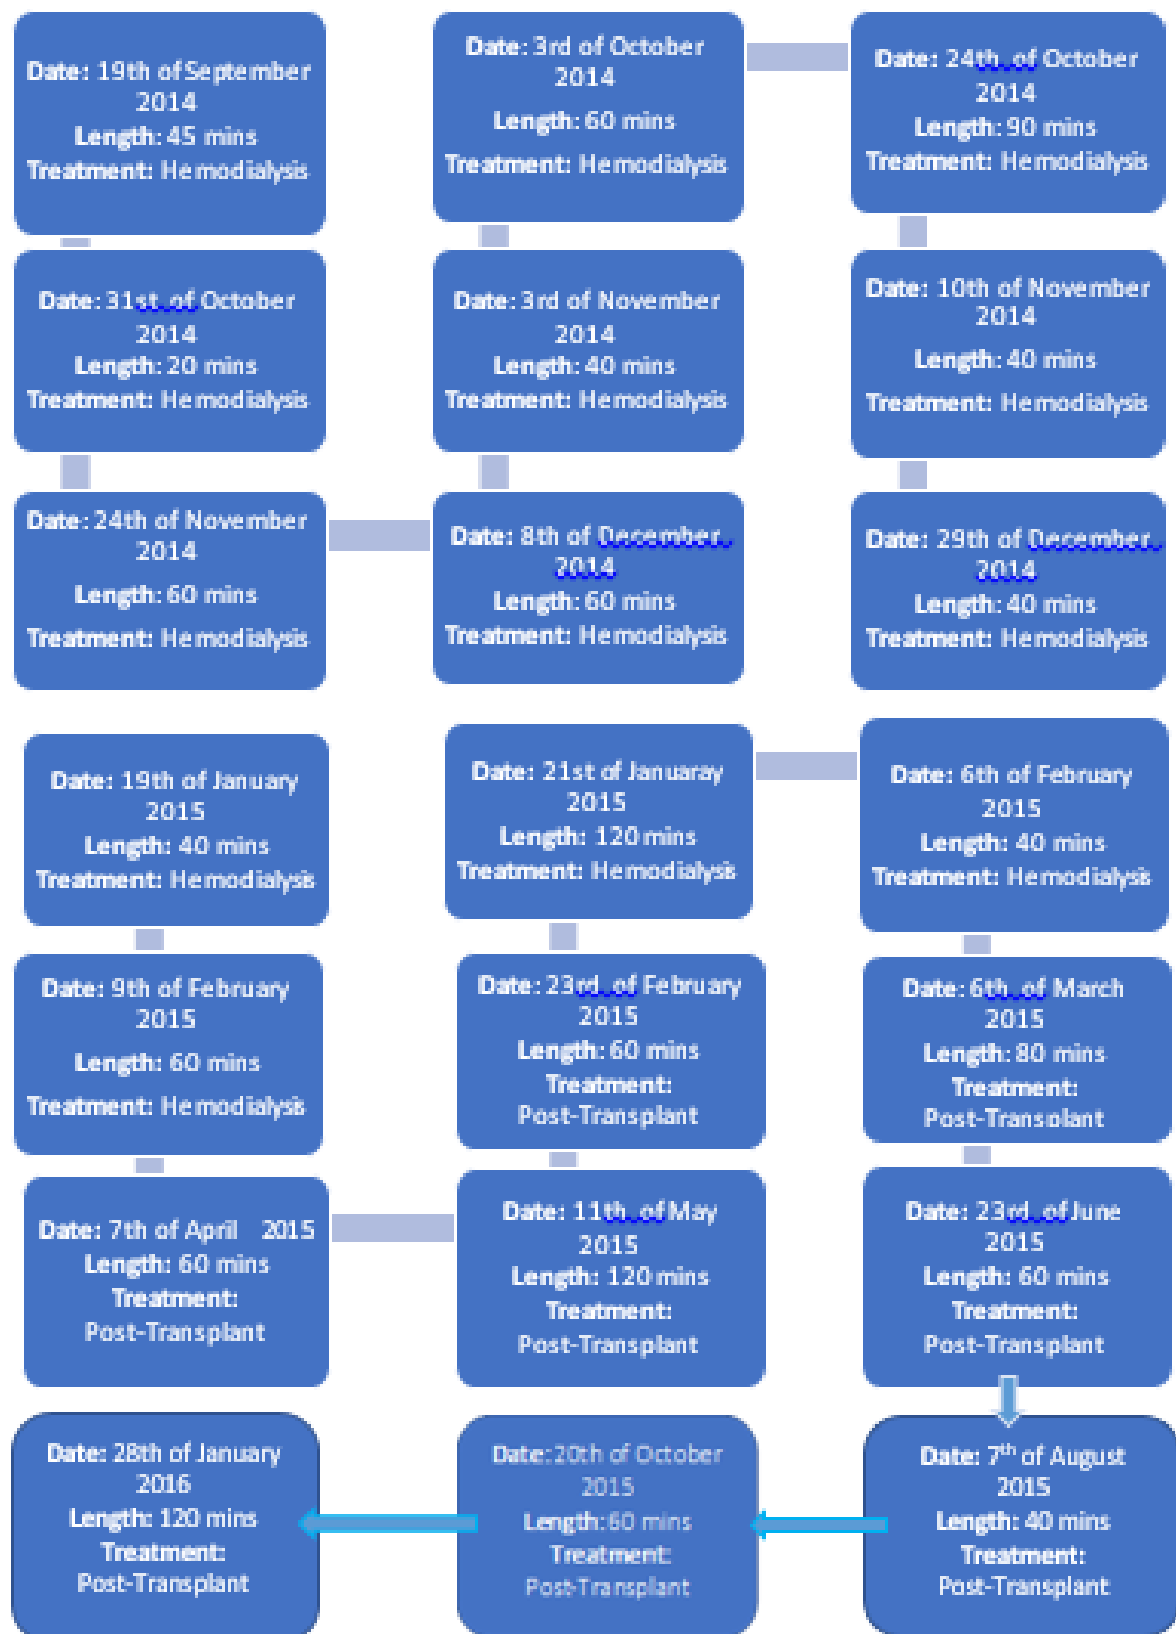 Date: 19th of September
2014
Length: 45 mins
Treatment: Hemodialysis
Date: 3rd of October
2014
Length: 60 mins
Treatment: Hemodialysis
Date: 24th of October
2014
Length: 90 mins
Treatment: Hemodialysis
Date: 31st of October
2014
Length: 20 mins
Treatment: Hemodialysis
Date: 3rd of November
2014
Length: 40 mins
Treatment: Hemodialysis
Date: 10th of November
2014
Length: 40 mins
Treatment: Hemodialysis
Date: 24th of November
2014
Length: 60 mins
Treatment: Hemodialysis
Date: 8th of December
2014
Length: 60 mins
Treatment: Hemodialysis
Date: 29th of December
2014
Length: 40 mins
Treatment: Hemodialysis
Date: 19th of January
2015
Length: 40 mins
Treatment: Hemodialysis
Date: 21st of Januaray
2015
Length: 120 mins
Treatment: Hemodialysis
Date: 6th of February
2015
Length: 40 mins
Treatment: Hemodialysis
Date: 9th of February
2015
Length: 60 mins
Treatment: Hemodialysis
Date: 23rd of February
2015
Length: 60 mins
Treatment:
Post-Transplant
Date: 6th of March
2015
Length: 80 mins
Treatment:
Post-Transplant
Date: 7th of April 2015
Length: 60 mins
Treatment:
Post-Transplant
Date: 11th of May
2015
Length: 120 mins
Treatment:
Post-Transplant
Date: 23rd of June
2015
Length: 60 mins
Treatment:
Post-Transplant
Date: 28th of January
2016
Length: 120 mins
Treatment:
Post-Transplant
Date: 20th of October
2015
Length: 60 mins
Treatment:
Post-Transplant
Date: 7th of August
2015
Length: 40 mins
Treatment:
Post-Transplant